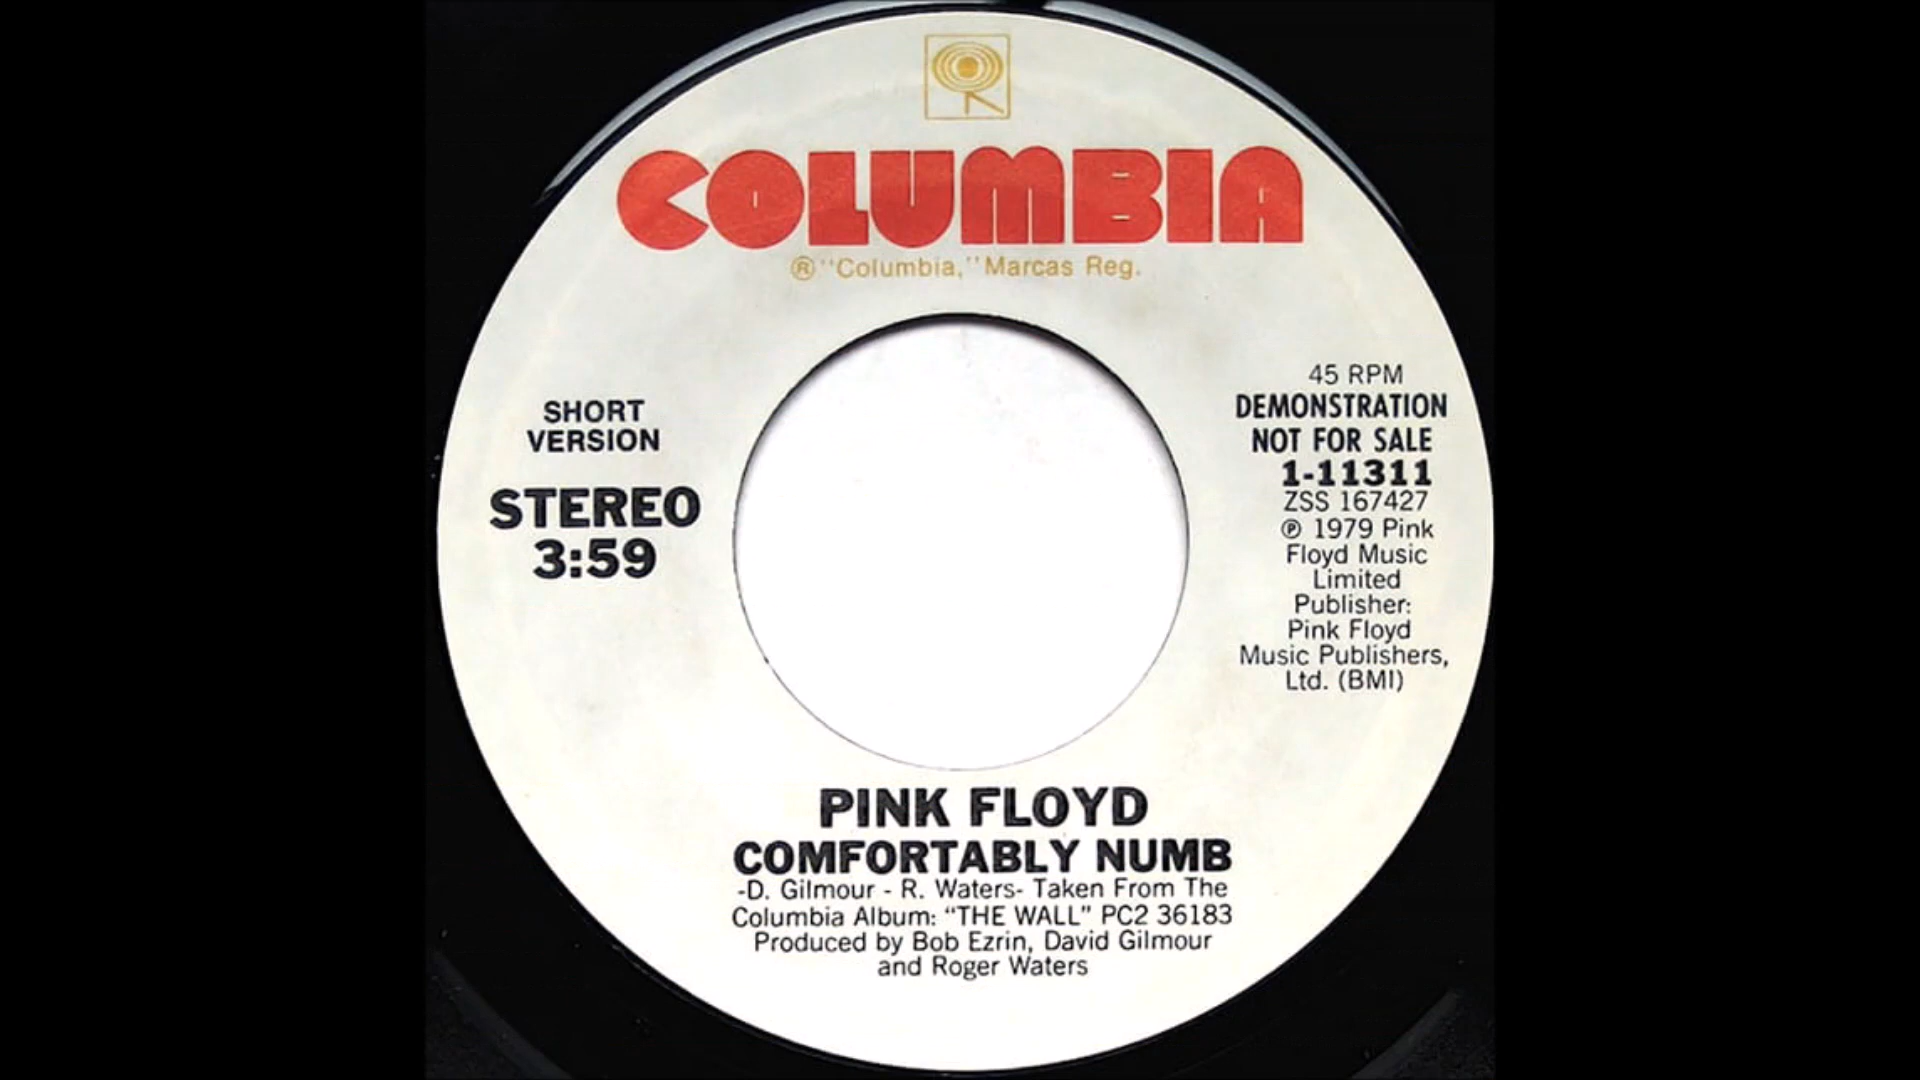 COLUMBIA
® "Columbia," Marcas Reg.
SHORT
VERSION
STEREO
3:59
45 RPM
DEMONSTRATION
NOT FOR SALE
1-11311
ZSS 167427
℗ 1979 Pink
Floyd Music
Limited
Publisher:
Pink Floyd
Music Publishers,
Ltd. (BMI)
PINK FLOYD
COMFORTABLY NUMB
-D. Gilmour - R. Waters- Taken From The
Columbia Album: "THE WALL" PC2 36183
Produced by Bob Ezrin, David Gilmour
and Roger Waters